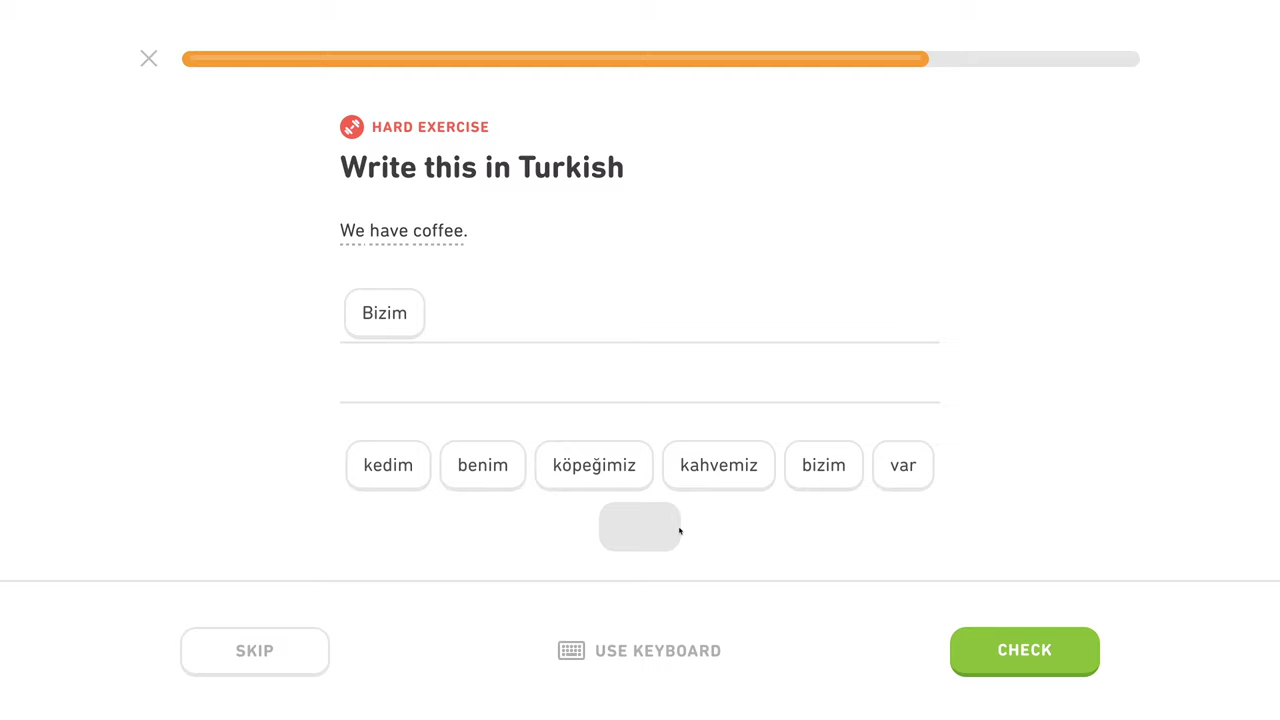 HARD EXERCISE
Write this in Turkish
We have coffee.
Bizim
kedim benim köpeğimiz kahvemiz bizim var
SKIP USE KEYBOARD CHECK